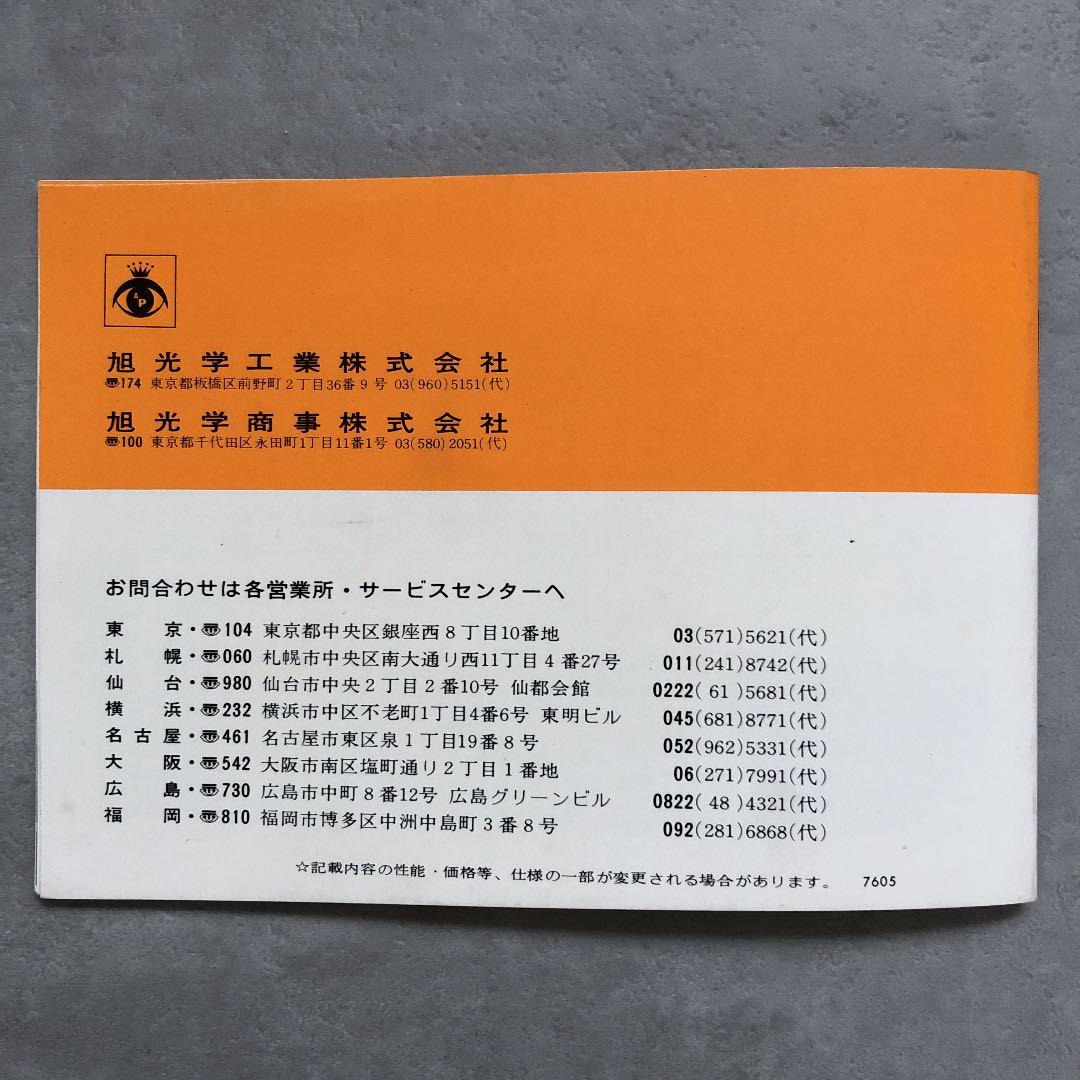 AP
旭光学工業株式会社
〠174 東京都板橋区前野町2丁目36番9号 03(960)5151(代)
旭光学商事株式会社
〠100 東京都千代田区永田町1丁目11番1号 03(580)2051(代)
お問合わせは各営業所・サービスセンターへ
東京・〠104 東京都中央区銀座西8丁目10番地 03(571)5621(代)
札幌・〠060 札幌市中央区南大通り西11丁目4番27号 011(241)8742(代)
仙台・〠980 仙台市中央2丁目2番10号 仙都会館 0222(61)5681(代)
横浜・〠232 横浜市中区不老町1丁目4番6号 東明ビル 045(681)8771(代)
名古屋・〠461 名古屋市東区泉1丁目19番8号 052(962)5331(代)
大阪・〠542 大阪市南区塩町通り2丁目1番地 06(271)7991(代)
広島・〠730 広島市中町8番12号 広島グリーンビル 0822(48)4321(代)
福岡・〠810 福岡市博多区中洲中島町3番8号 092(281)6868(代)
☆記載内容の性能・価格等、仕様の一部が変更される場合があります。 7605